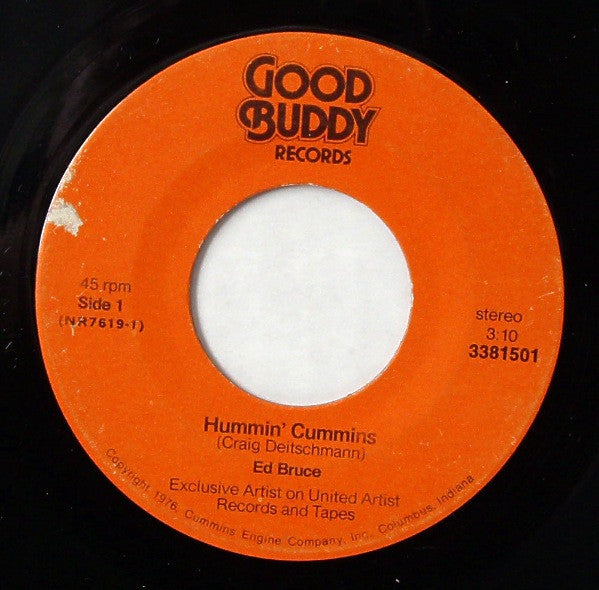 GOOD
BUDDY
RECORDS
45 rpm
Side 1
(NR7619-1)
stereo
3:10
3381501
Hummin' Cummins
(Craig Deitschmann)
Ed Bruce
Exclusive Artist on United Artist
Records and Tapes
Copyright 1976, Cummins Engine Company, Inc., Columbus, Indiana